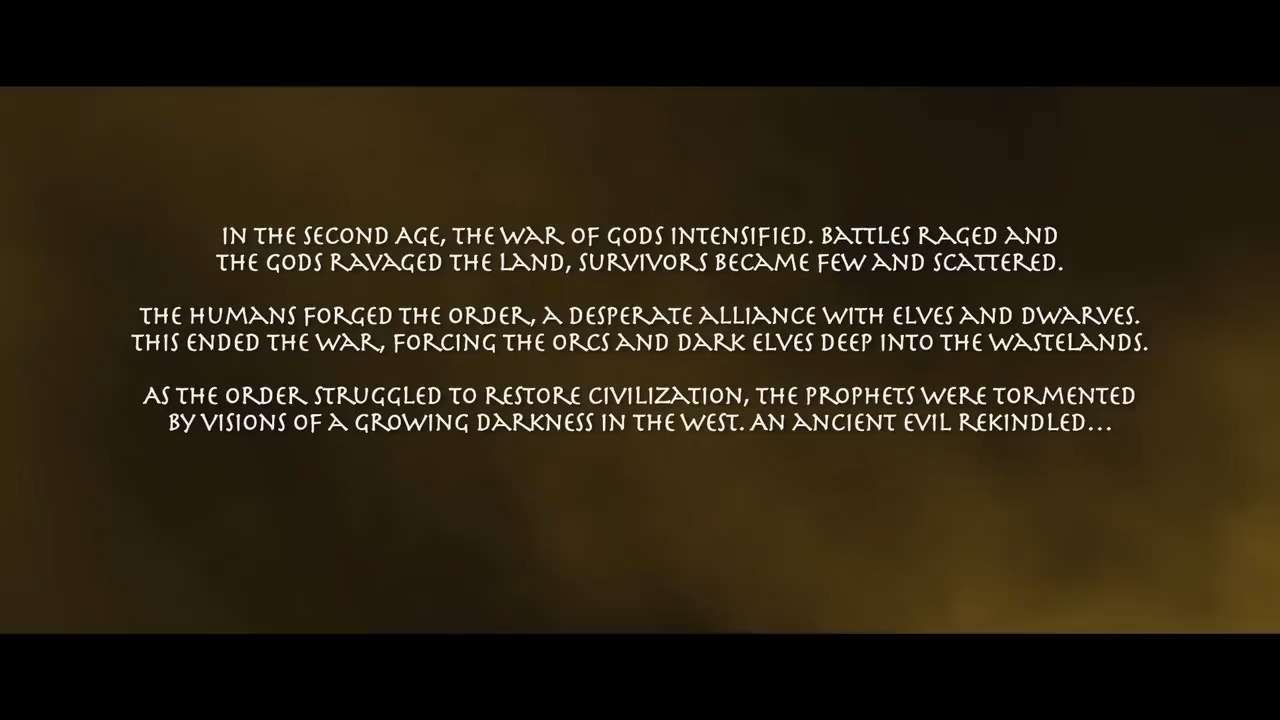 IN THE SECOND AGE, THE WAR OF GODS INTENSIFIED. BATTLES RAGED AND
THE GODS RAVAGED THE LAND, SURVIVORS BECAME FEW AND SCATTERED.
THE HUMANS FORGED THE ORDER, A DESPERATE ALLIANCE WITH ELVES AND DWARVES.
THIS ENDED THE WAR, FORCING THE ORCS AND DARK ELVES DEEP INTO THE WASTELANDS.
AS THE ORDER STRUGGLED TO RESTORE CIVILIZATION, THE PROPHETS WERE TORMENTED
BY VISIONS OF A GROWING DARKNESS IN THE WEST. AN ANCIENT EVIL REKINDLED...